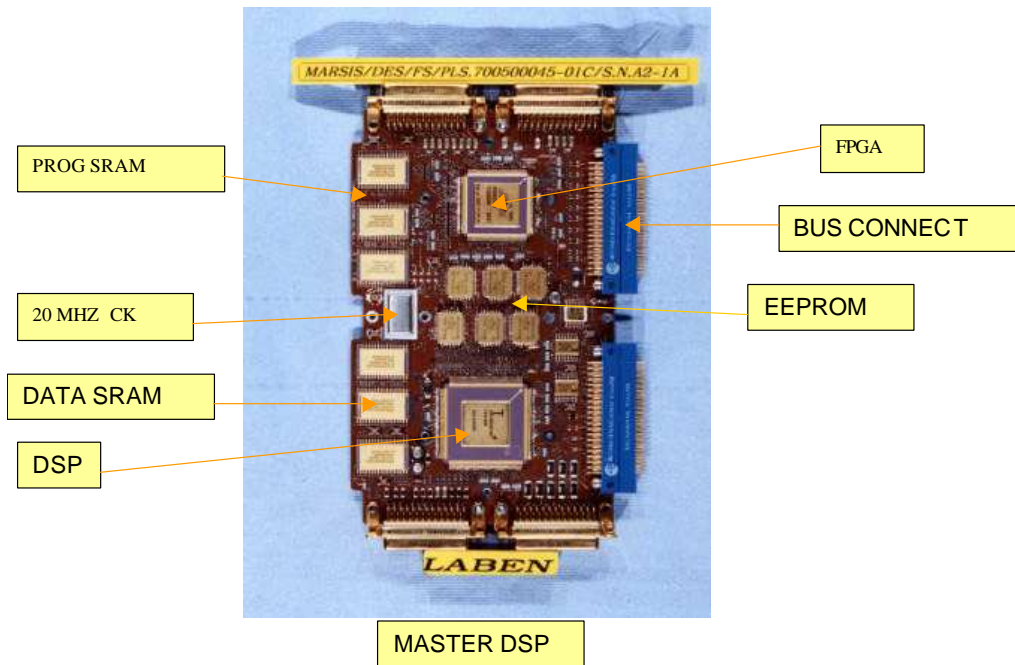 MARSIS/DES/FS/PLS.700500045-01C/S.N.A2-1A
PROG SRAM
FPGA
BUS CONNECT
20 MHZ CK
EEPROM
DATA SRAM
DSP
LABEN
MASTER DSP